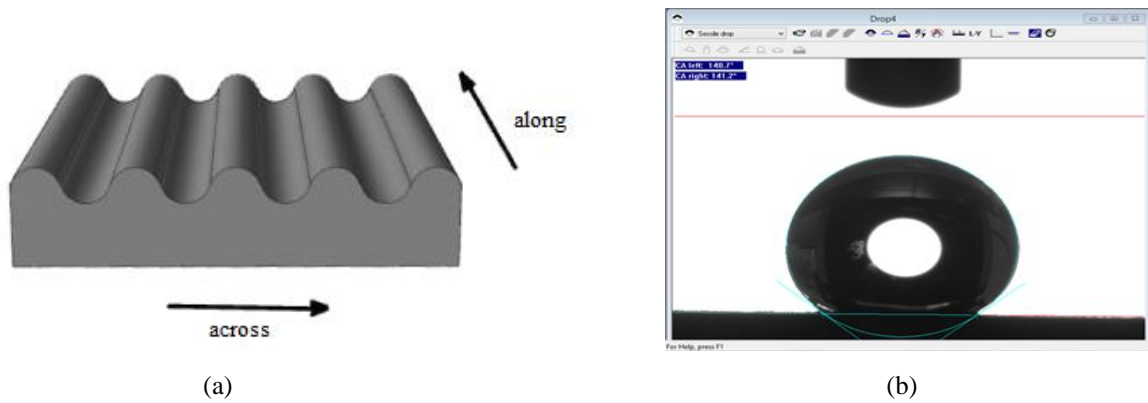 along
across
(a)
Drop4
Sessile drop
L-Y
CA left: 140.7°
CA right: 141.2°
For Help, press F1
(b)